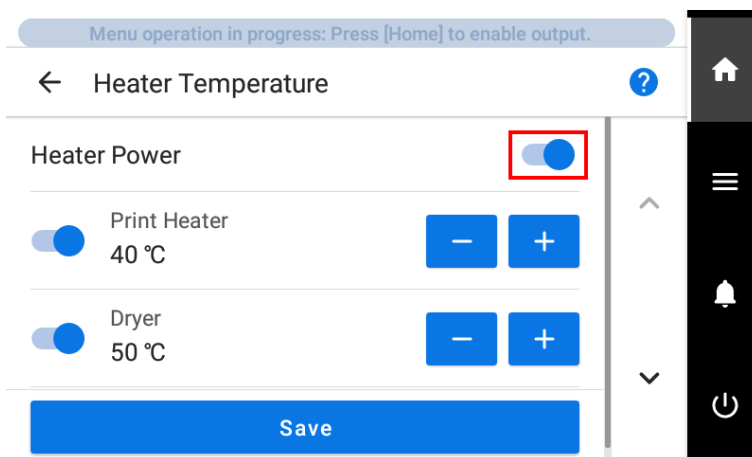 Menu operation in progress: Press [Home] to enable output.
Heater Temperature
?
Heater Power
Print Heater
40 ℃
− +
Dryer
50 ℃
− +
Save